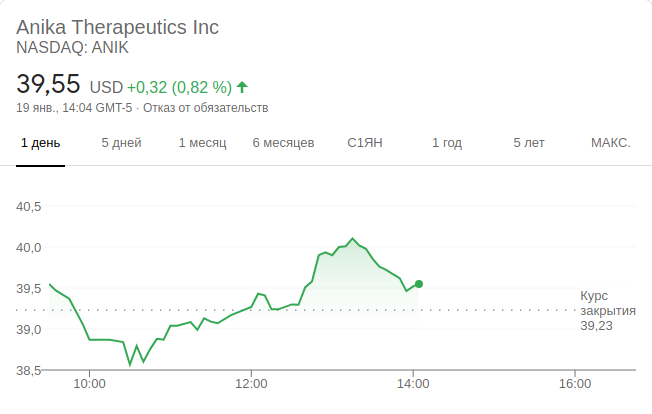 Anika Therapeutics Inc
NASDAQ: ANIK
39,55 USD +0,32 (0,82 %)
19 янв., 14:04 GMT-5 · Отказ от обязательств
1 день 5 дней 1 месяц 6 месяцев С1ЯН 1 год 5 лет МАКС.
40,5
40,0
39,5
39,0
38,5
Курс
закрытия
39,23
10:00 12:00 14:00 16:00